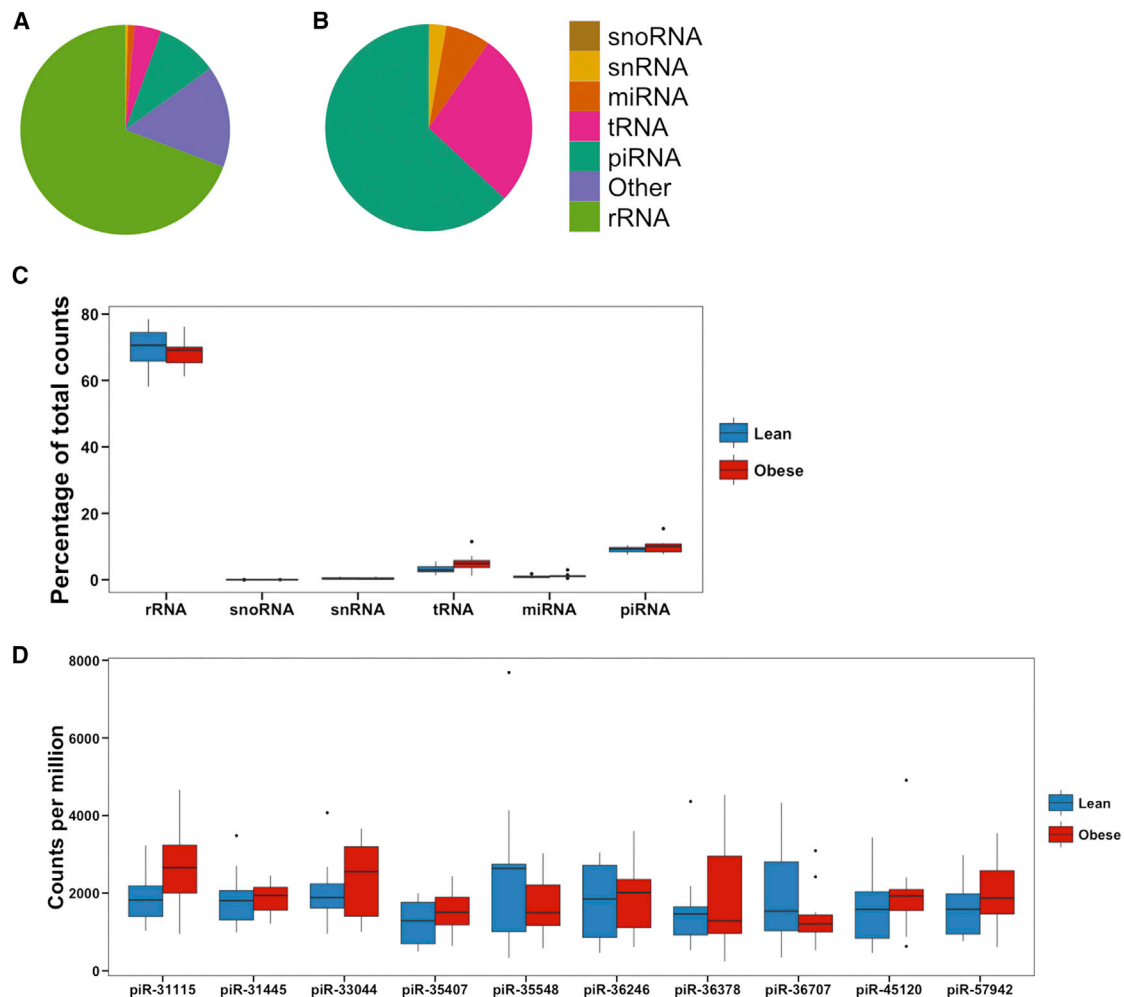 A
B
snoRNA
snRNA
miRNA
tRNA
piRNA
Other
rRNA
C
Percentage of total counts
80
60
40
20
0
rRNA snoRNA snRNA tRNA miRNA piRNA
Lean
Obese
D
Counts per million
8000
6000
4000
2000
0
piR-31115 piR-31445 piR-33044 piR-35407 piR-35548 piR-36246 piR-36378 piR-36707 piR-45120 piR-57942
Lean
Obese